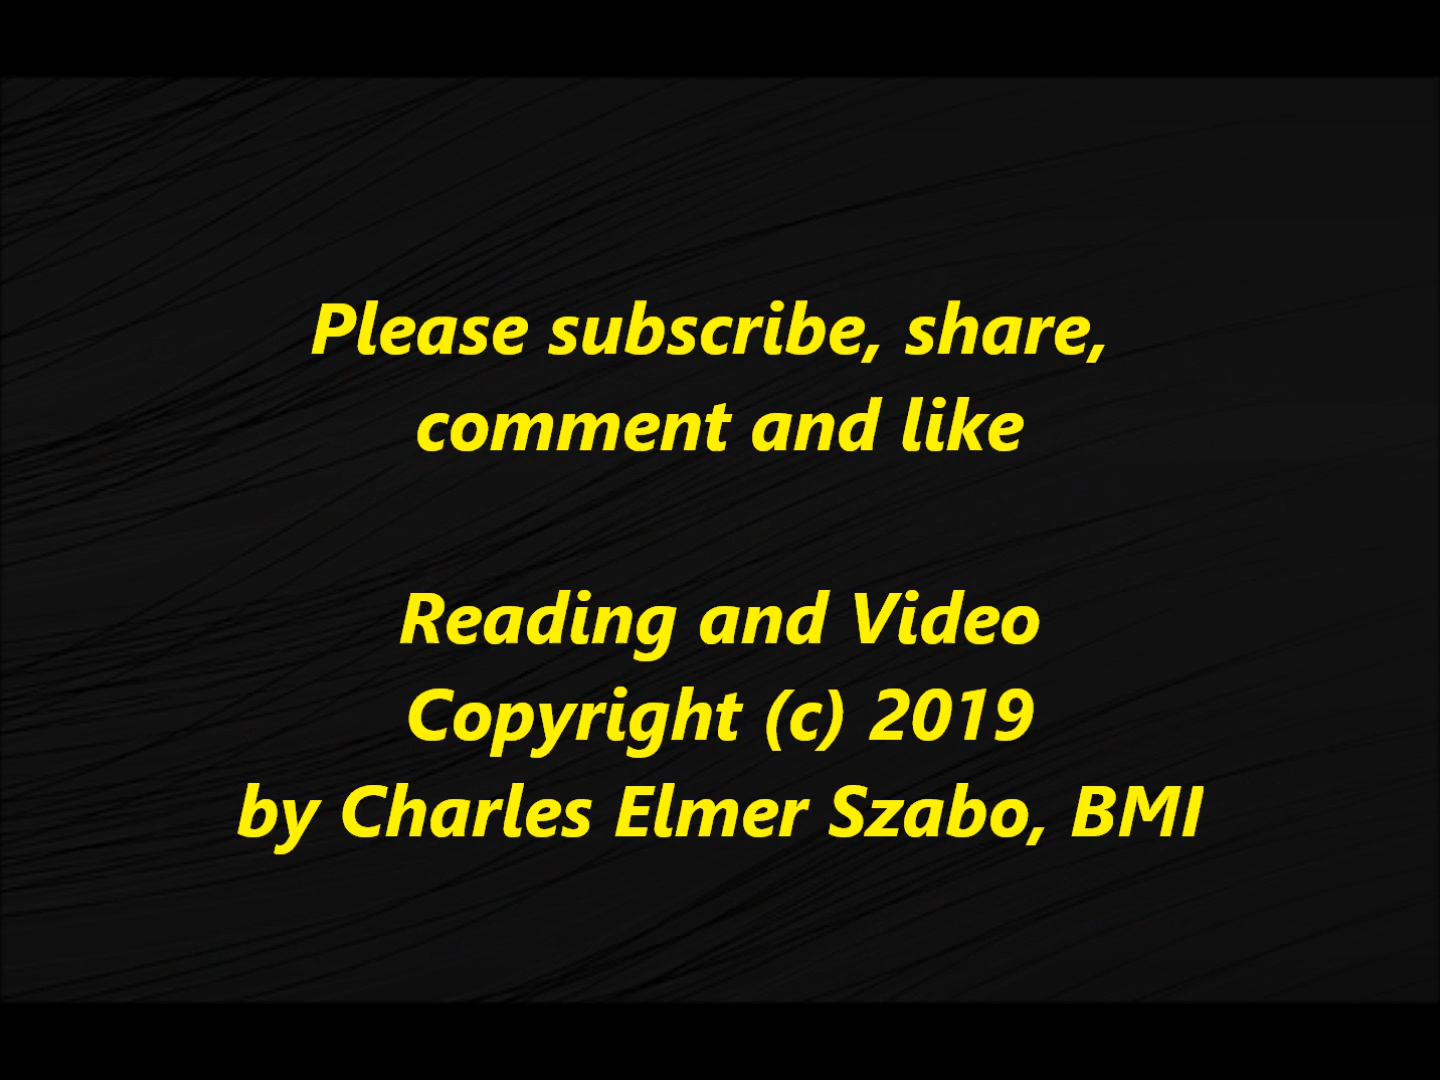 Please subscribe, share,
comment and like
Reading and Video
Copyright (c) 2019
by Charles Elmer Szabo, BMI